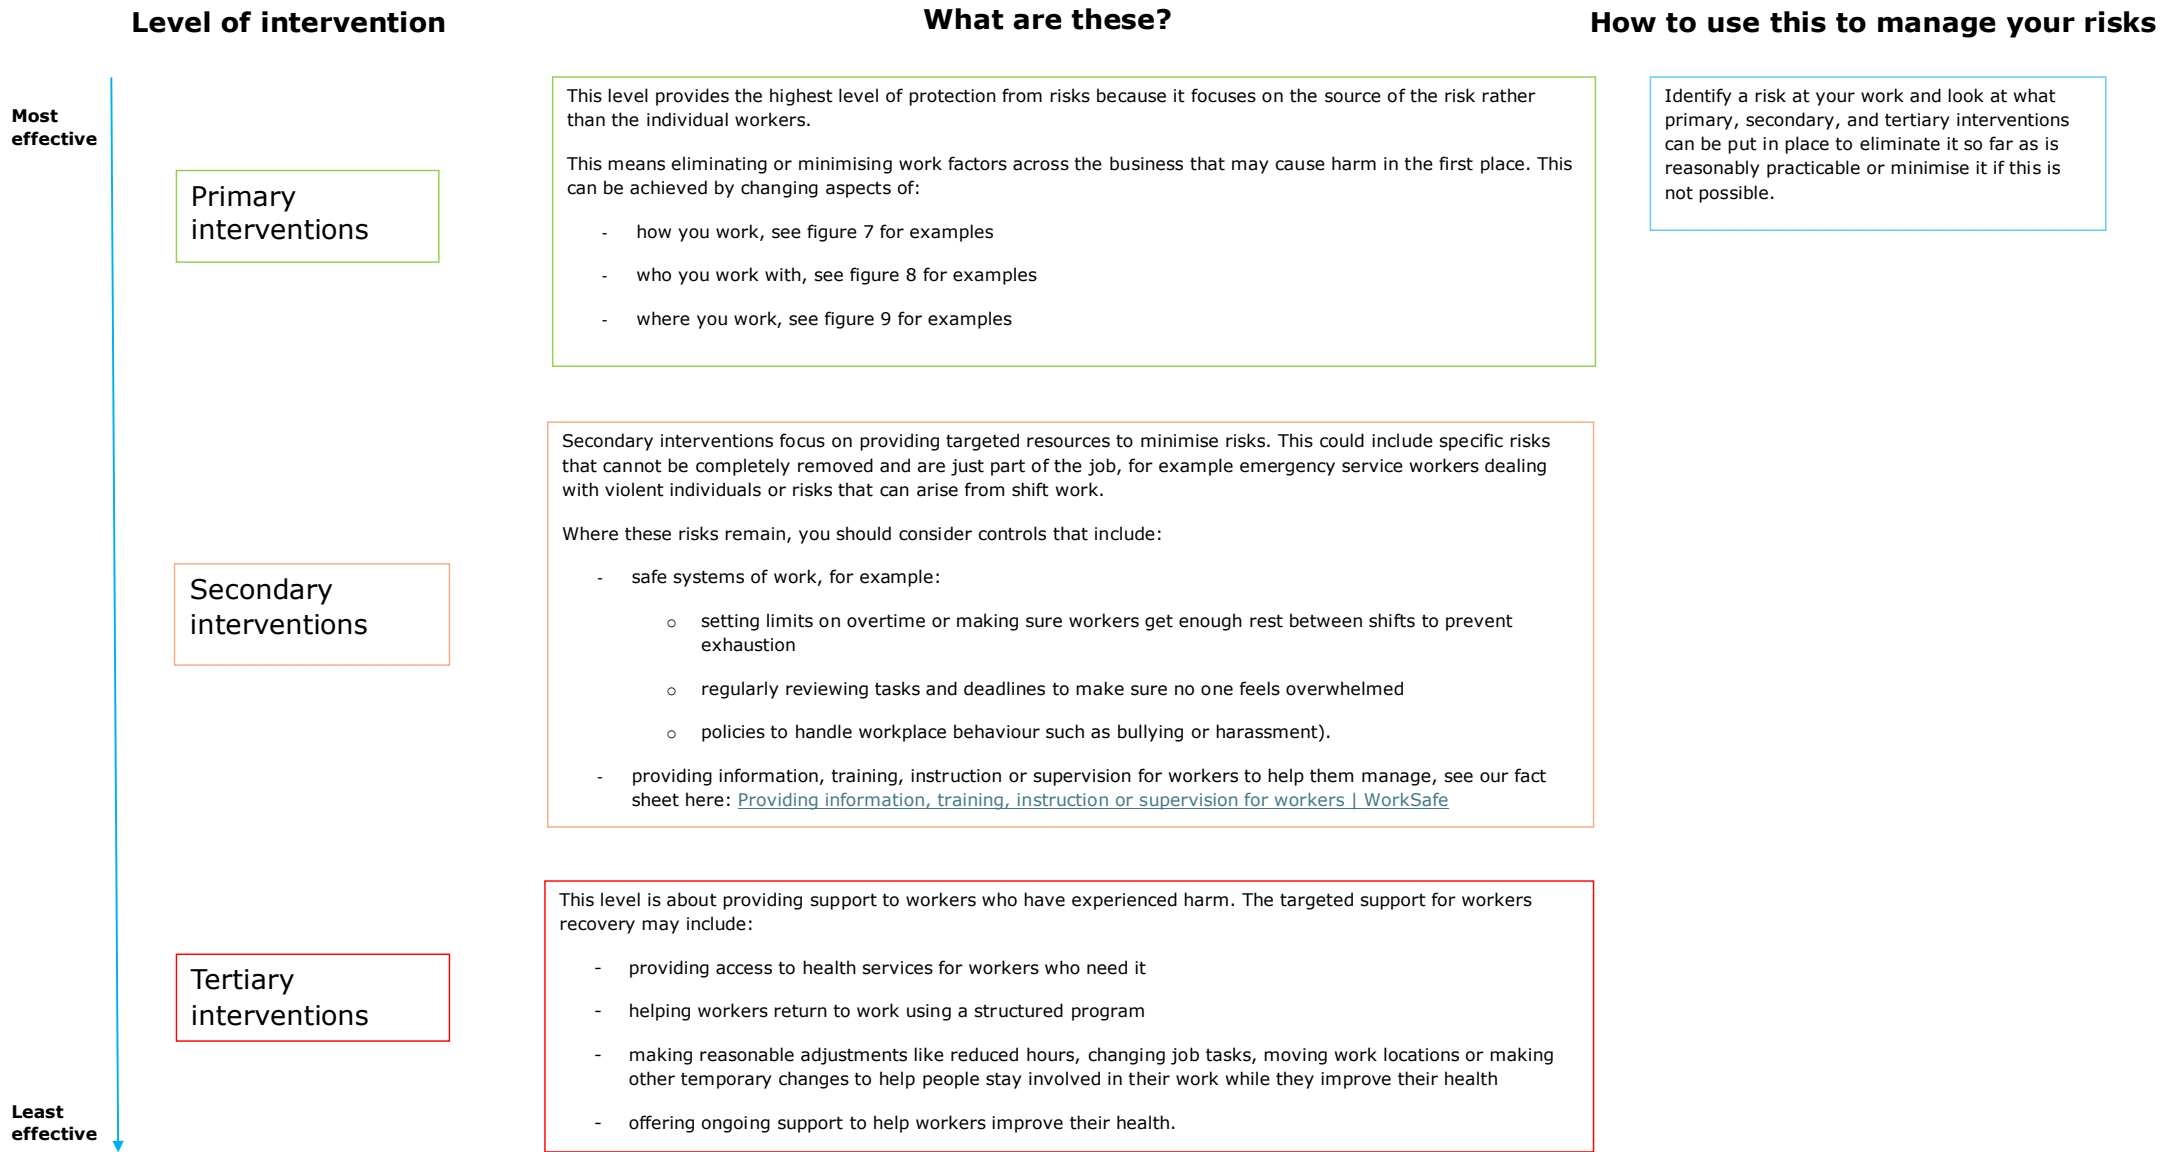 Level of intervention
What are these?
How to use this to manage your risks
Most
effective
Primary
interventions
This level provides the highest level of protection from risks because it focuses on the source of the risk rather
than the individual workers.
This means eliminating or minimising work factors across the business that may cause harm in the first place. This
can be achieved by changing aspects of:
- how you work, see figure 7 for examples
- who you work with, see figure 8 for examples
- where you work, see figure 9 for examples
Identify a risk at your work and look at what
primary, secondary, and tertiary interventions
can be put in place to eliminate it so far as is
reasonably practicable or minimise it if this is
not possible.
Secondary
interventions
Secondary interventions focus on providing targeted resources to minimise risks. This could include specific risks
that cannot be completely removed and are just part of the job, for example emergency service workers dealing
with violent individuals or risks that can arise from shift work.
Where these risks remain, you should consider controls that include:
- safe systems of work, for example:
o setting limits on overtime or making sure workers get enough rest between shifts to prevent
exhaustion
o regularly reviewing tasks and deadlines to make sure no one feels overwhelmed
o policies to handle workplace behaviour such as bullying or harassment).
- providing information, training, instruction or supervision for workers to help them manage, see our fact
sheet here: Providing information, training, instruction or supervision for workers | WorkSafe
Tertiary
interventions
This level is about providing support to workers who have experienced harm. The targeted support for workers
recovery may include:
- providing access to health services for workers who need it
- helping workers return to work using a structured program
- making reasonable adjustments like reduced hours, changing job tasks, moving work locations or making
other temporary changes to help people stay involved in their work while they improve their health
- offering ongoing support to help workers improve their health.
Least
effective